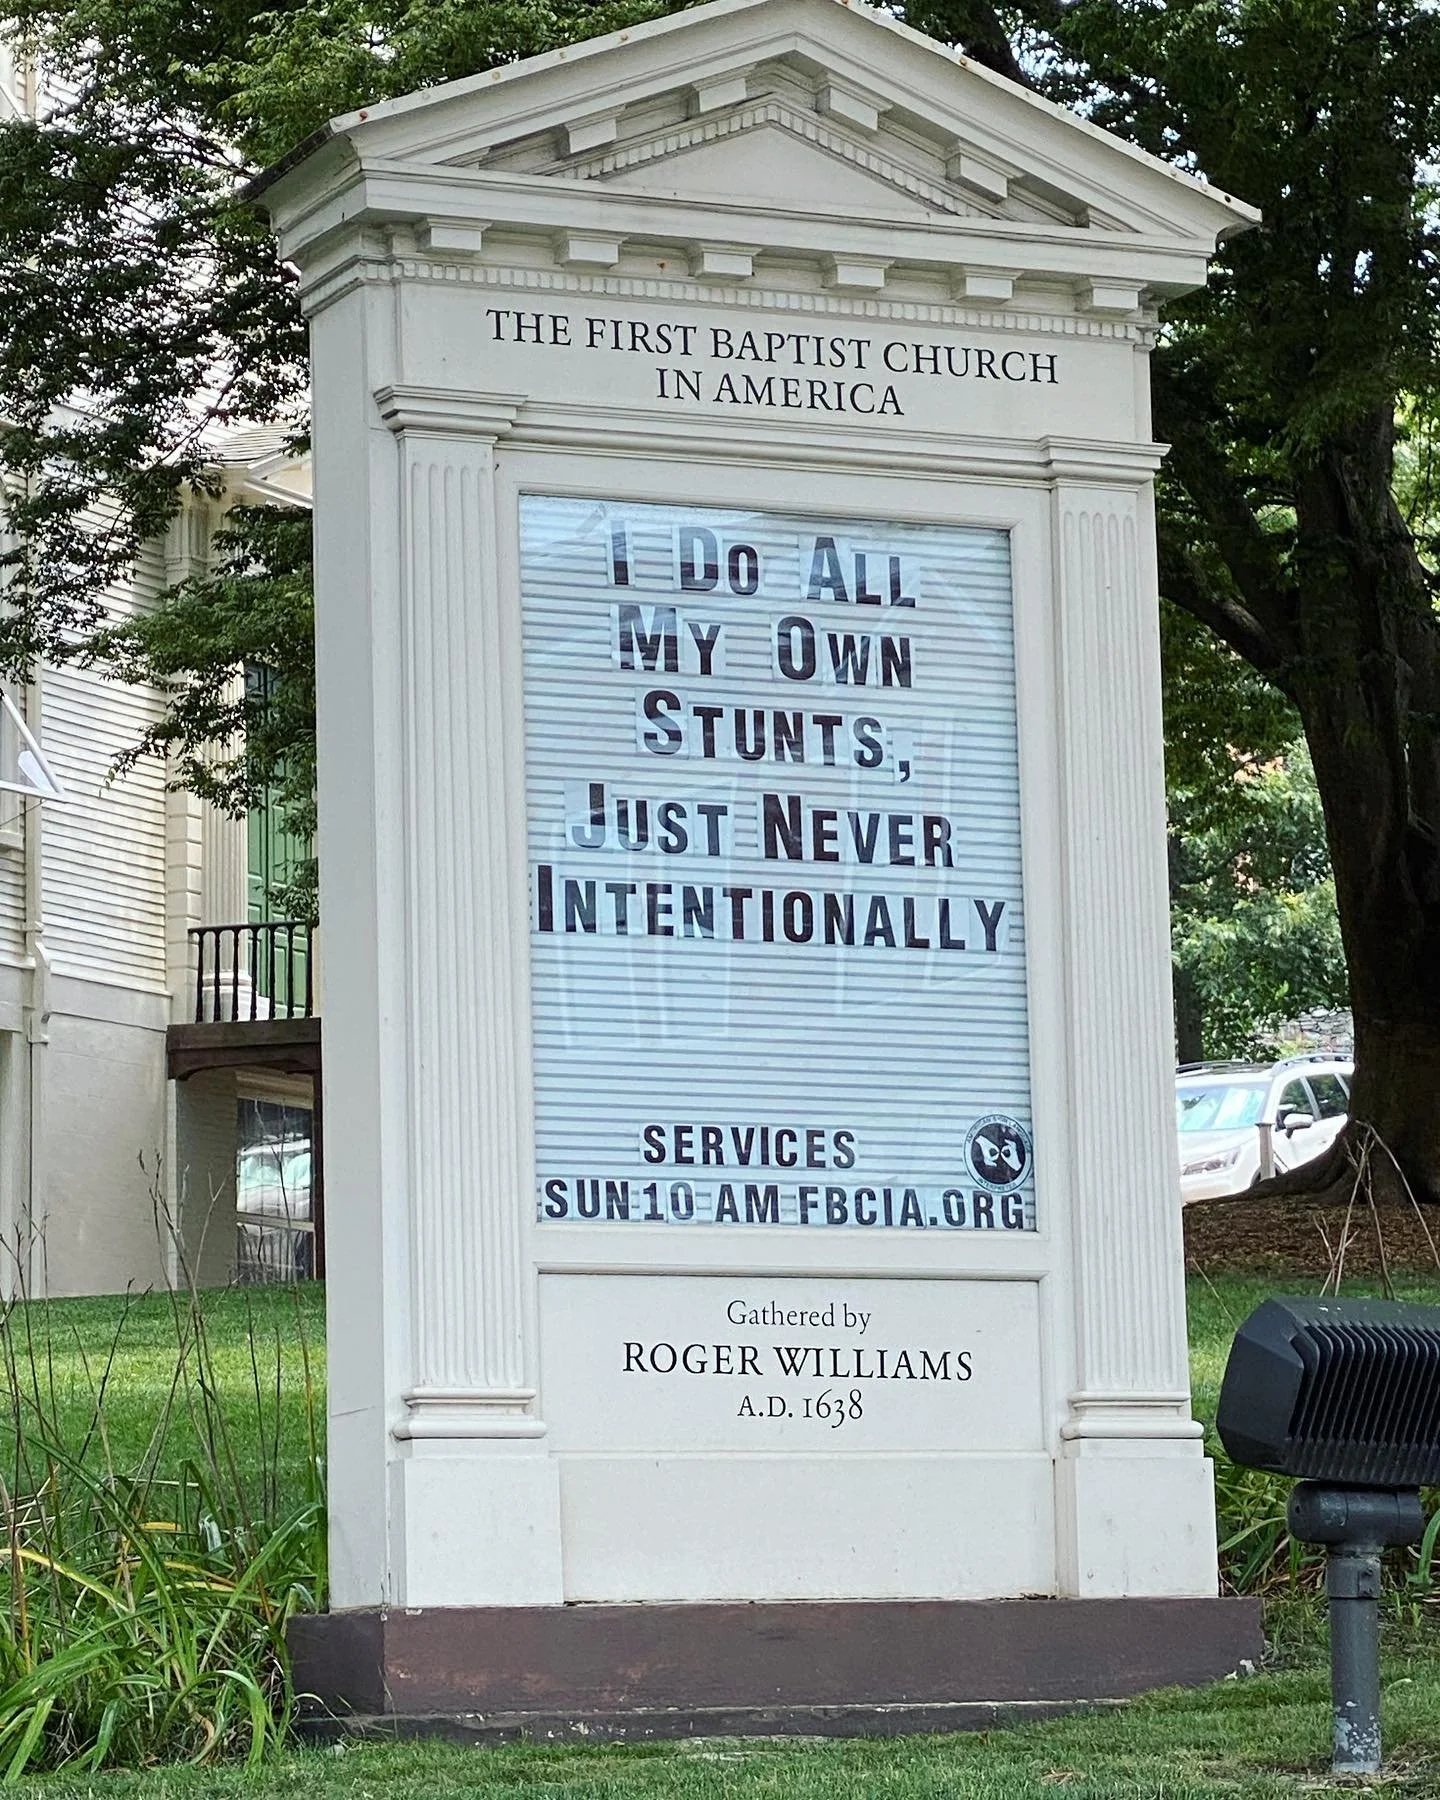 THE FIRST BAPTIST CHURCH
IN AMERICA
I Do All
My Own
Stunts,
Just Never
Intentionally
SERVICES
SUN 10 AM FBCIA.ORG
Gathered by
ROGER WILLIAMS
A.D. 1638